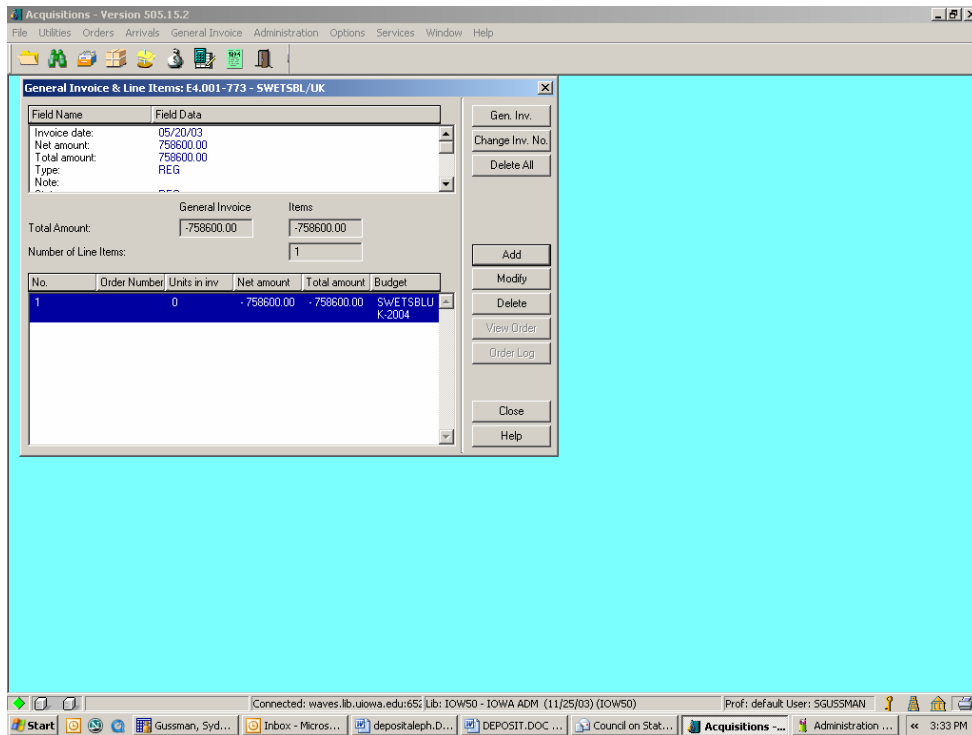 Acquisitions - Version 505.15.2
File Utilities Orders Arrivals General Invoice Administration Options Services Window Help
General Invoice & Line Items: E4.001-773 - SWETSBL/UK
Field Name Field Data
Invoice date: 05/20/03
Net amount: 758600.00
Total amount: 758600.00
Type: REG
Note:
Gen. Inv.
Change Inv. No.
Delete All
General Invoice Items
Total Amount: -758600.00 -758600.00
Number of Line Items: 1
No. Order Number Units in inv Net amount Total amount Budget
1 0 - 758600.00 - 758600.00 SWETSBLU
K-2004
Add
Modify
Delete
View Order
Order Log
Close
Help
Connected: waves.lib.uiowa.edu:652 Lib: IOW50 - IOWA ADM (11/25/03) (IOW50) Prof: default User: SGUSSMAN
Start Gussman, Syd... Inbox - Micros... depositaleph.D... DEPOSIT.DOC ... Council on Stat... Acquisitions -... Administration ... « 3:33 PM